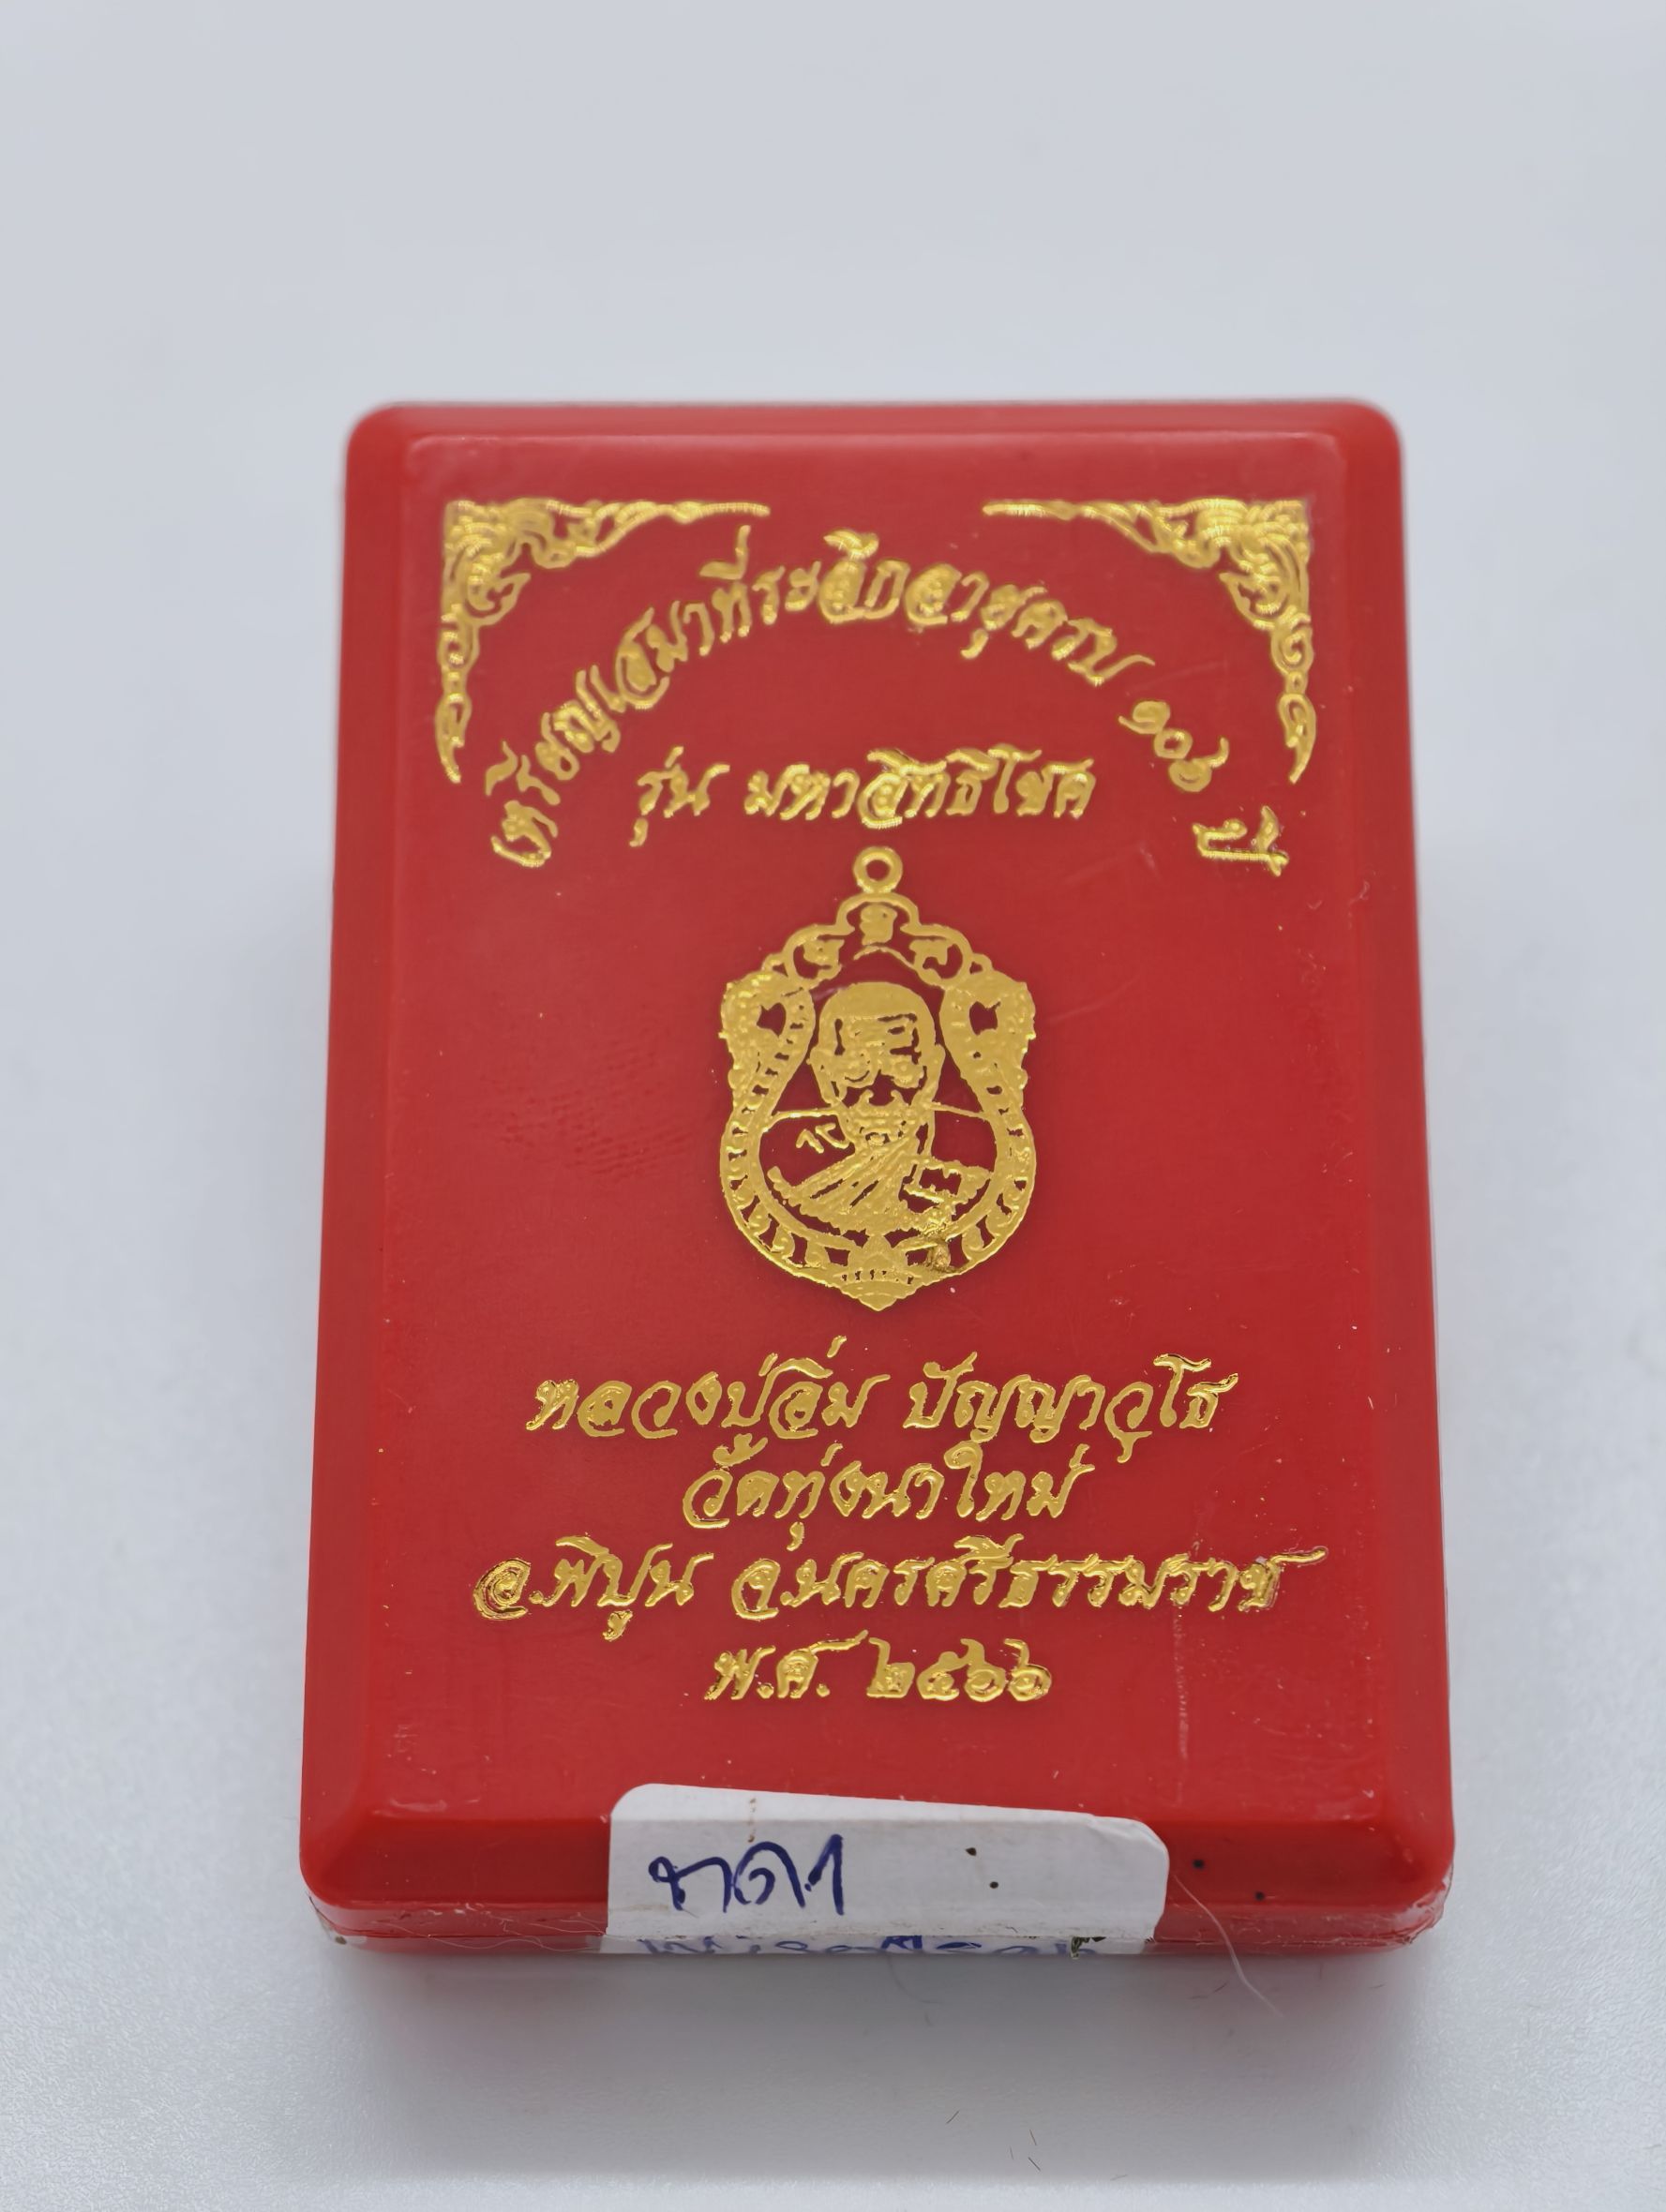 เหรียญเสมาที่ระลึกอายุครบ ๑๐๖ ปี
รุ่น มหาสิทธิโชค
หลวงปู่อิ่ม ปัญญาวุโธ
วัดทุ่งนาใหม่
อ.พิปูน จ.นครศรีธรรมราช
พ.ศ. ๒๕๖๖